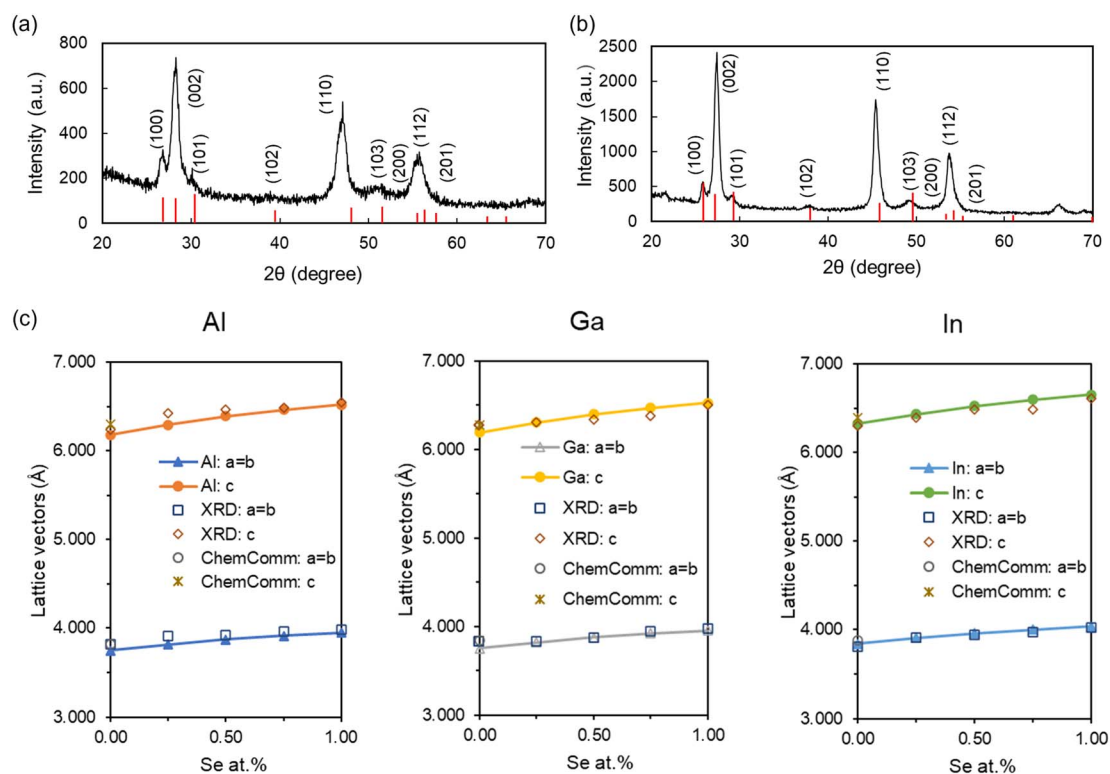 (a)
800
600
400
200
0
Intensity (a.u.)
(100)
(002)
(101)
(102)
(110)
(103)
(200)
(112)
(201)
20 30 40 50 60 70
2θ (degree)
(b)
2500
2000
1500
1000
500
0
Intensity (a.u.)
(100)
(002)
(101)
(102)
(110)
(103)
(200)
(112)
(201)
20 30 40 50 60 70
2θ (degree)
(c)
Al
7.000
6.000
5.000
4.000
3.000
Lattice vectors (Å)
Al: a=b
Al: c
XRD: a=b
XRD: c
ChemComm: a=b
ChemComm: c
0.00 0.50 1.00
Se at.%
Ga
7.000
6.000
5.000
4.000
3.000
Lattice vectors (Å)
Ga: a=b
Ga: c
XRD: a=b
XRD: c
ChemComm: a=b
ChemComm: c
0.00 0.50 1.00
Se at.%
In
7.000
6.000
5.000
4.000
3.000
Lattice vectors (Å)
In: a=b
In: c
XRD: a=b
XRD: c
ChemComm: a=b
ChemComm: c
0.00 0.50 1.00
Se at.%